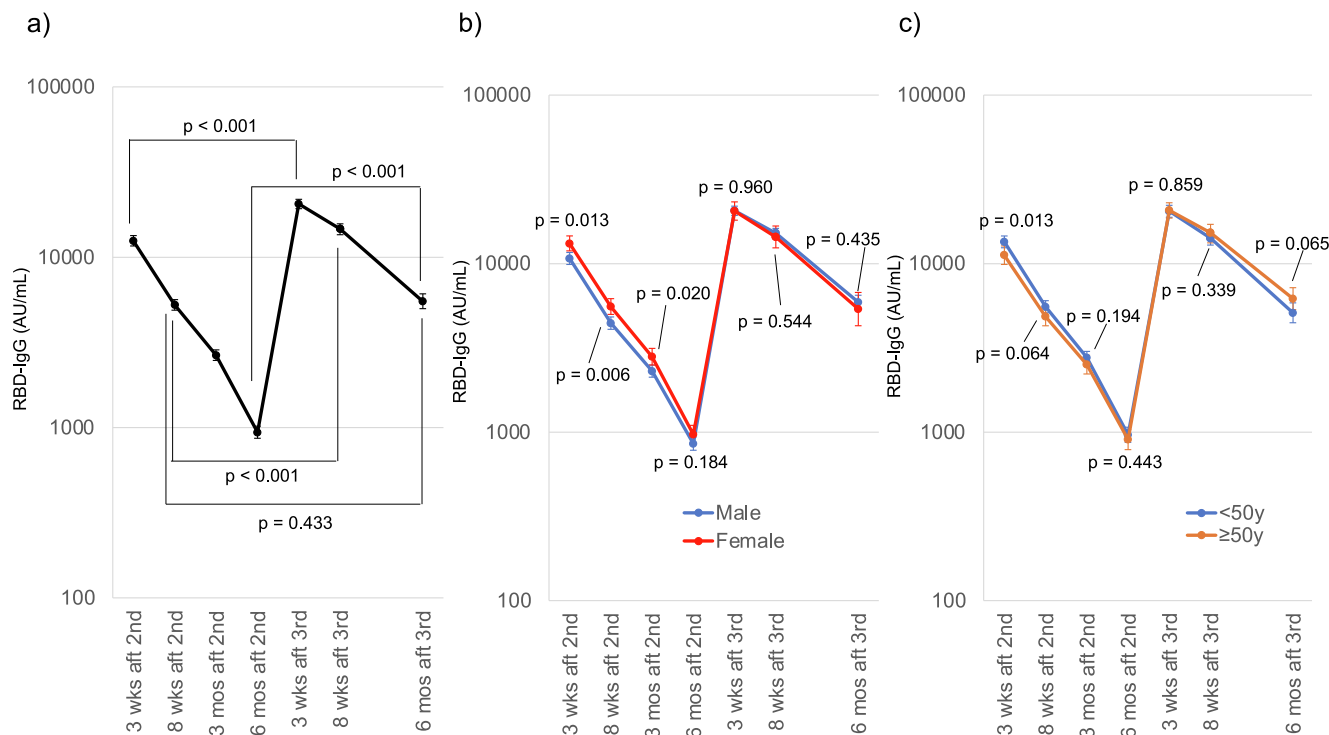 a)
RBD-IgG (AU/mL)
100000
10000
1000
100
p < 0.001
p < 0.001
p < 0.001
p = 0.433
3 wks aft 2nd
8 wks aft 2nd
3 mos aft 2nd
6 mos aft 2nd
3 wks aft 3rd
8 wks aft 3rd
6 mos aft 3rd
b)
RBD-IgG (AU/mL)
100000
10000
1000
100
p = 0.013
p = 0.006
p = 0.020
p = 0.184
p = 0.960
p = 0.544
p = 0.435
Male
Female
3 wks aft 2nd
8 wks aft 2nd
3 mos aft 2nd
6 mos aft 2nd
3 wks aft 3rd
8 wks aft 3rd
6 mos aft 3rd
c)
RBD-IgG (AU/mL)
100000
10000
1000
100
p = 0.013
p = 0.064
p = 0.194
p = 0.443
p = 0.859
p = 0.339
p = 0.065
<50y
≥50y
3 wks aft 2nd
8 wks aft 2nd
3 mos aft 2nd
6 mos aft 2nd
3 wks aft 3rd
8 wks aft 3rd
6 mos aft 3rd